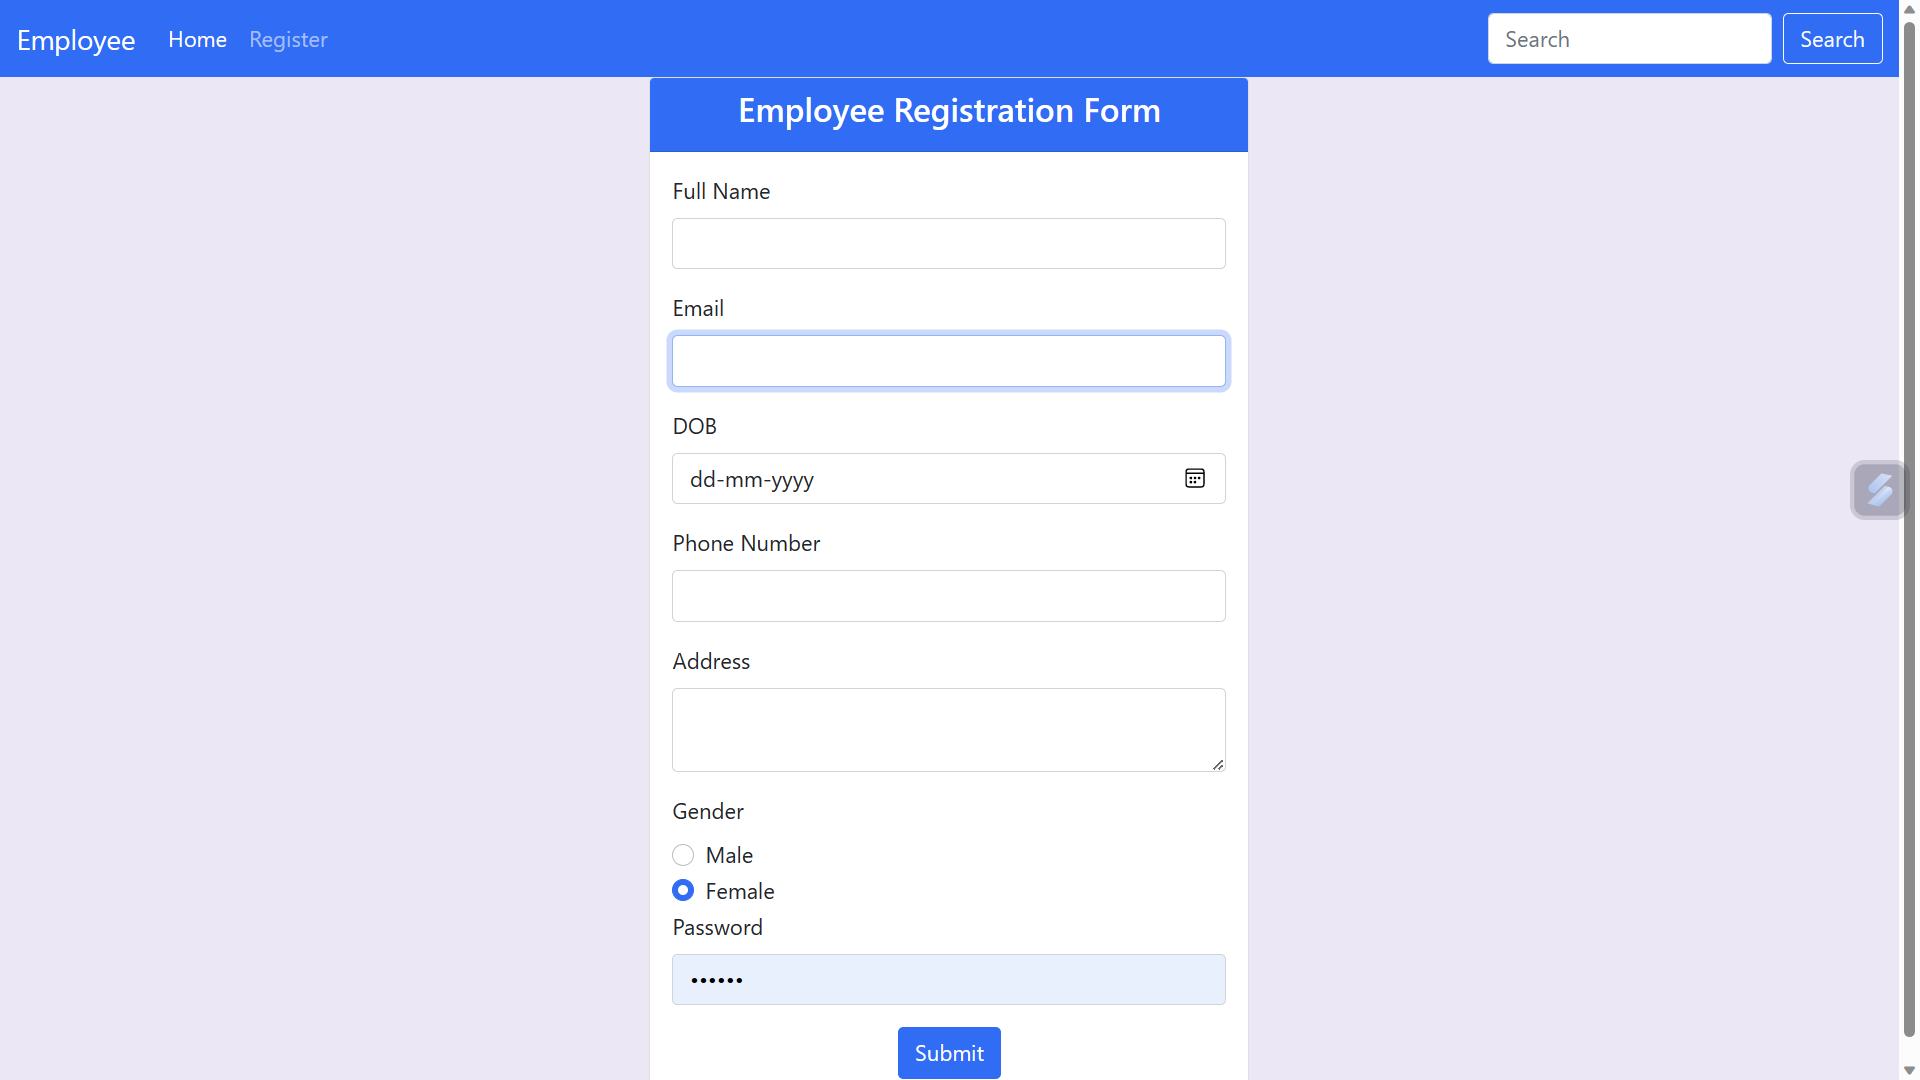 Employee Home Register Search Search
Employee Registration Form
Full Name
Email
DOB
dd-mm-yyyy
Phone Number
Address
Gender
Male
Female
Password
••••••
Submit